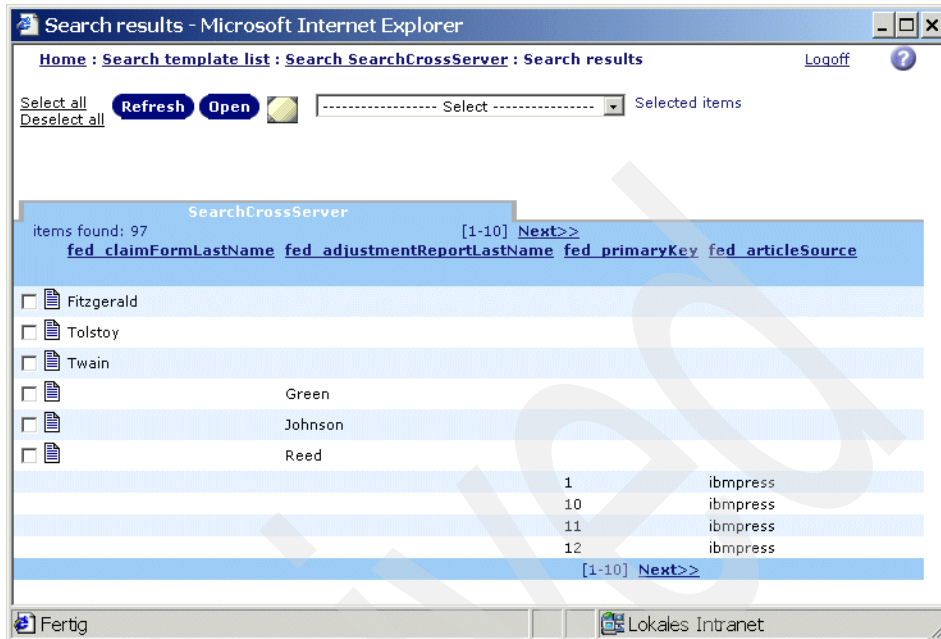 Search results - Microsoft Internet Explorer
Home : Search template list : Search SearchCrossServer : Search results Logoff ?
Select all Refresh Open ----------------- Select ---------------- Selected items
Deselect all
SearchCrossServer
items found: 97 [1-10] Next>>
fed_claimFormLastName fed_adjustmentReportLastName fed_primaryKey fed_articleSource
Fitzgerald
Tolstoy
Twain
Green
Johnson
Reed
1 ibmpress
10 ibmpress
11 ibmpress
12 ibmpress
[1-10] Next>>
Fertig Lokales Intranet